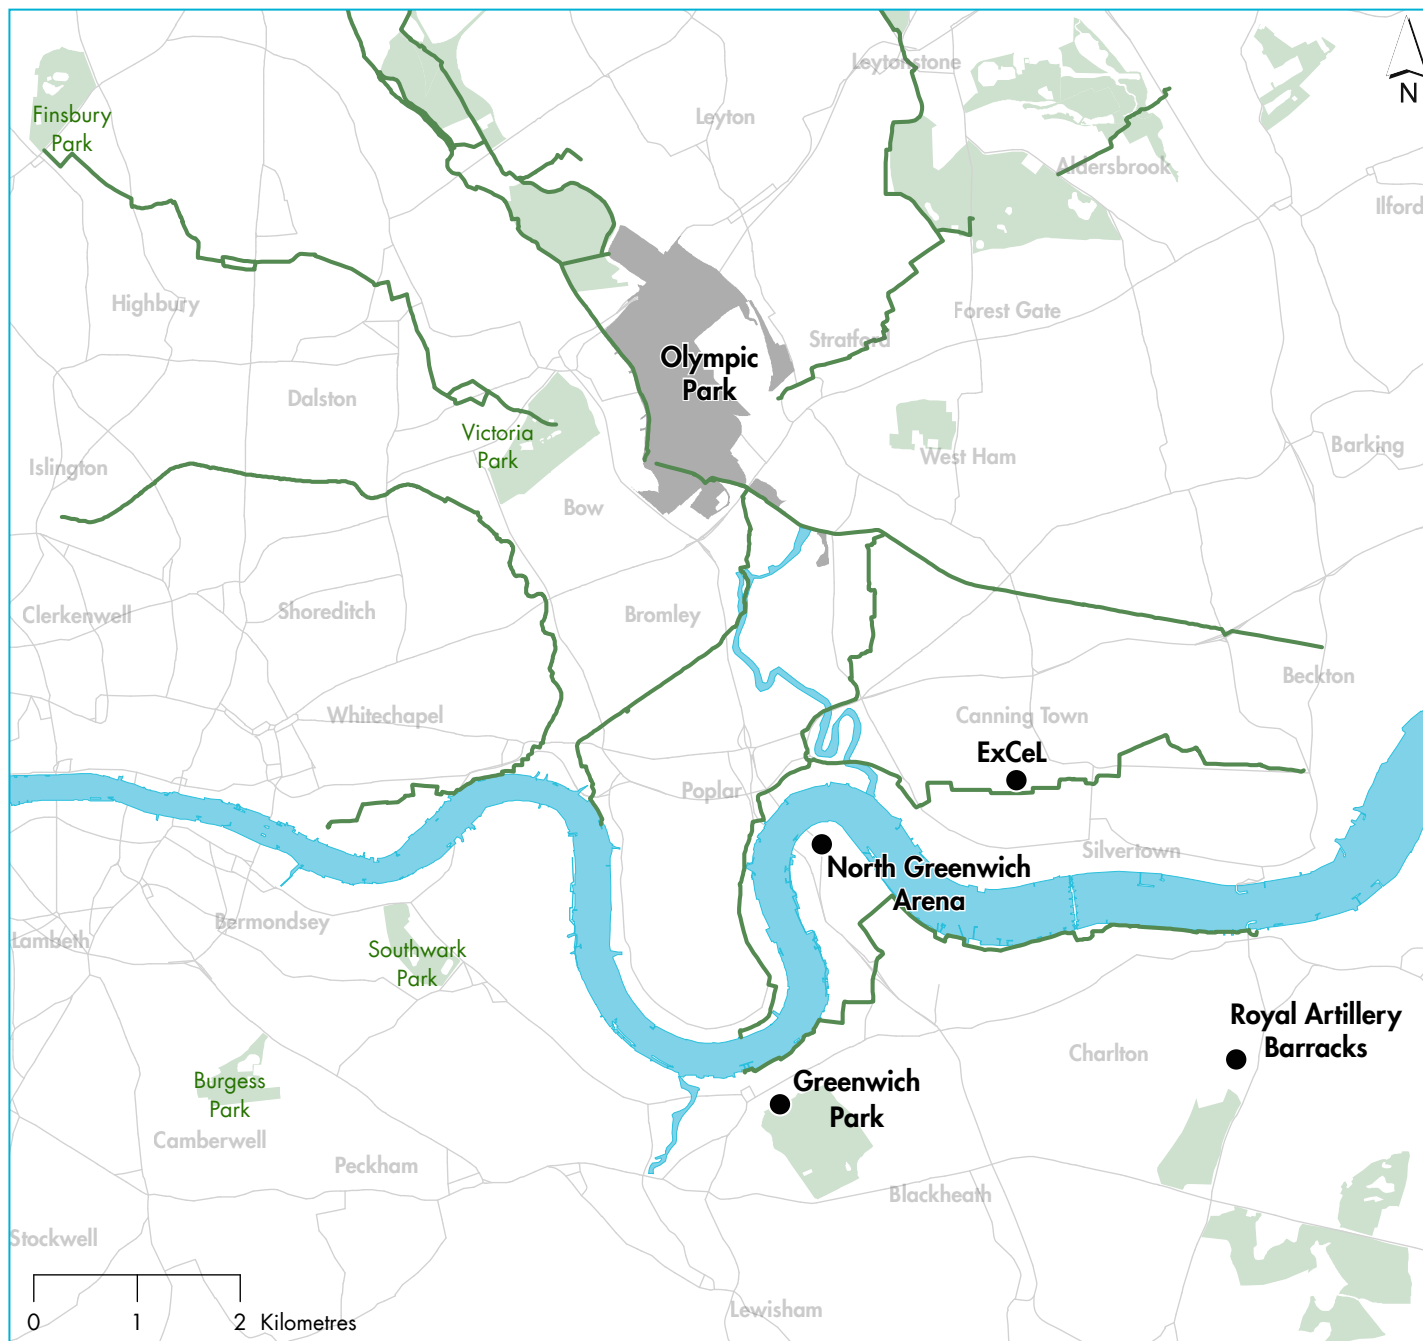 Leytonstone
N
Finsbury
Park
Leyton
Aldersbrook
Ilford
Highbury
Forest Gate
Stratford
Olympic
Park
Dalston
Victoria
Park
Barking
West Ham
Islington
Bow
Clerkenwell
Shoreditch
Bromley
Beckton
Whitechapel
Canning Town
ExCeL
Poplar
Silvertown
North Greenwich
Arena
Bermondsey
Lambeth
Southwark
Park
Royal Artillery
Barracks
Charlton
Burgess
Park
Greenwich
Park
Camberwell
Peckham
Blackheath
Stockwell
0 1 2 Kilometres
Lewisham